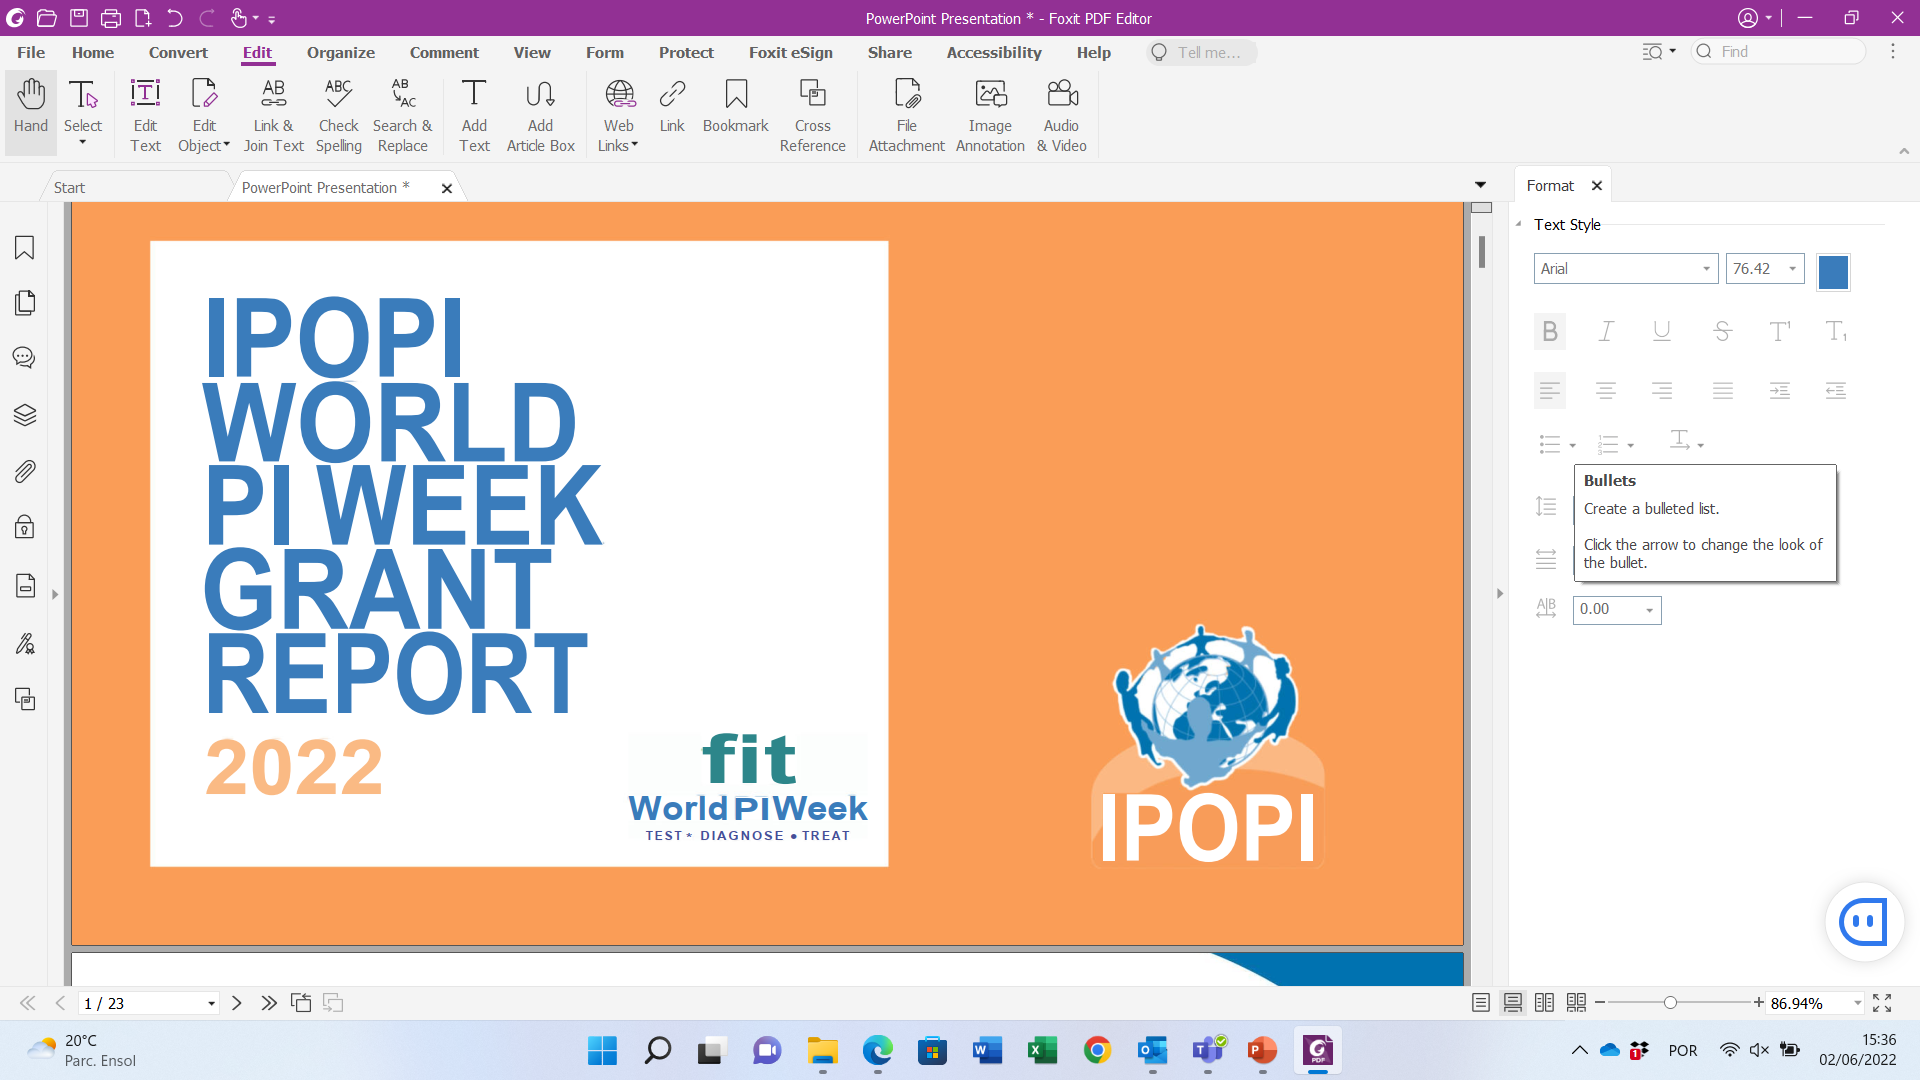 PowerPoint Presentation * - Foxit PDF Editor
File Home Convert Edit Organize Comment View Form Protect Foxit eSign Share Accessibility Help Tell me... Find
Hand
Select
Edit Text
Edit Object
Link & Join Text
Check Spelling
Search & Replace
Add Text
Add Article Box
Web Links
Link
Bookmark
Cross Reference
File Attachment
Image Annotation
Audio & Video
Start
PowerPoint Presentation *
Format
Text Style
Arial 76.42
Bullets
Create a bulleted list.
Click the arrow to change the look of
the bullet.
0.00
IPOPI
WORLD
PI WEEK
GRANT
REPORT
2022
fit
World PI Week
TEST * DIAGNOSE ● TREAT
IPOPI
1 / 23
86.94%
20°C
Parc. Ensol
POR
15:36
02/06/2022